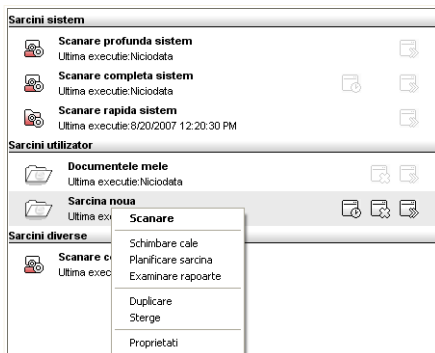 Sarcini sistem
Scanare profunda sistem
Ultima executie:Niciodata
Scanare completa sistem
Ultima executie:Niciodata
Scanare rapida sistem
Ultima executie:8/20/2007 12:20:30 PM
Sarcini utilizator
Documentele mele
Ultima executie:Niciodata
Sarcina noua
Ultima ex
Scanare
Schimbare cale
Planificare sarcina
Examinare rapoarte
Duplicare
Sterge
Proprietati
Sarcini diverse
Scanare co
Ultima exec